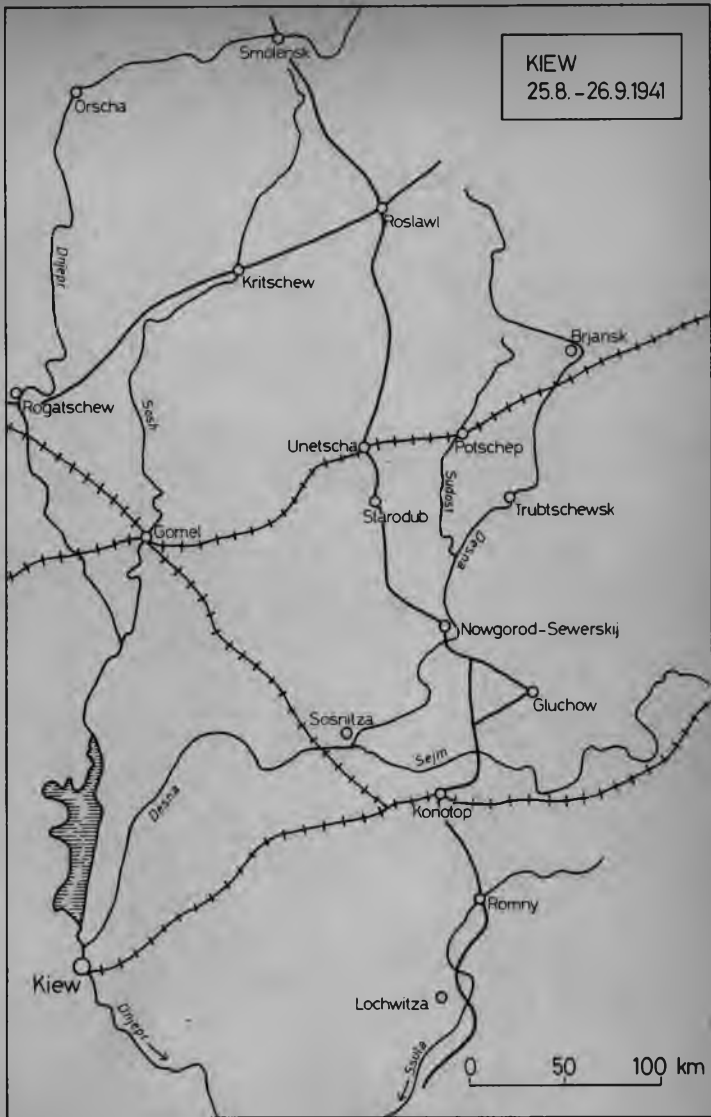 KIEW
25.8.-26.9.1941
Smolensk
Orscha
Roslawl
Dnjepr
Kritschew
Brjansk
Rogatschew
Sosh
Unetscha
Potschep
Sudost
Starodub
Trubtschewsk
Gomel
Desna
Nowgorod-Sewerskij
Gluchow
Sosnitza
Sejm
Desna
Konotop
Romny
Kiew
Lochwitza
Dnjepr
Ssula
0 50 100 km